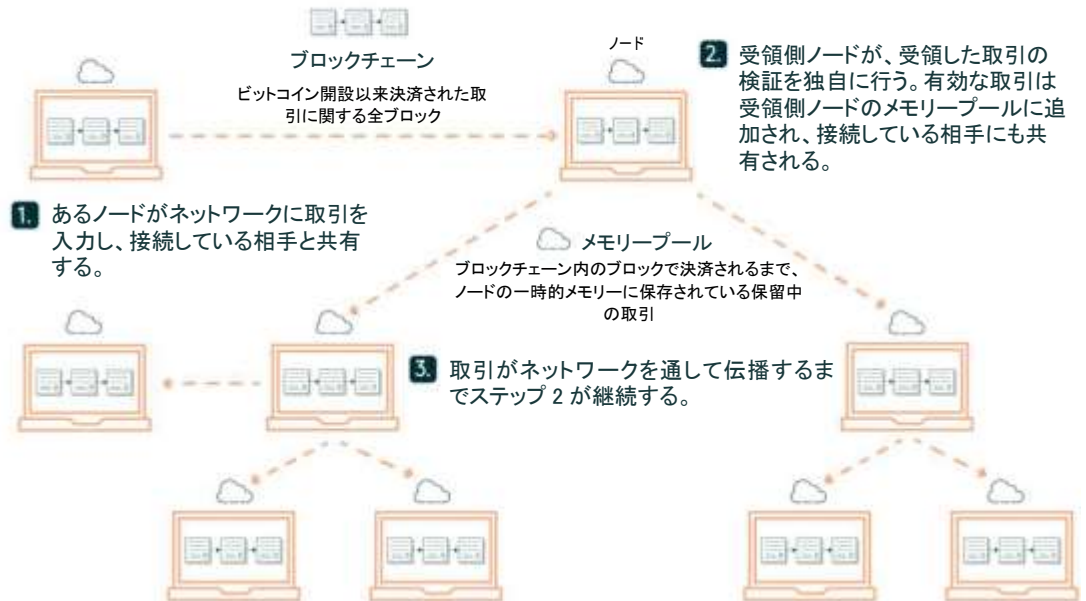 ブロックチェーン
ビットコイン開設以来決済された取
引に関する全ブロック
ノード
2.
受領側ノードが、受領した取引の
検証を独自に行う。有効な取引は
受領側ノードのメモリープールに追
加され、接続している相手にも共
有される。
1.
あるノードがネットワークに取引を
入力し、接続している相手と共有
する。
メモリープール
ブロックチェーン内のブロックで決済されるまで、
ノードの一時的メモリーに保存されている保留中
の取引
3.
取引がネットワークを通して伝播するま
でステップ 2 が継続する。